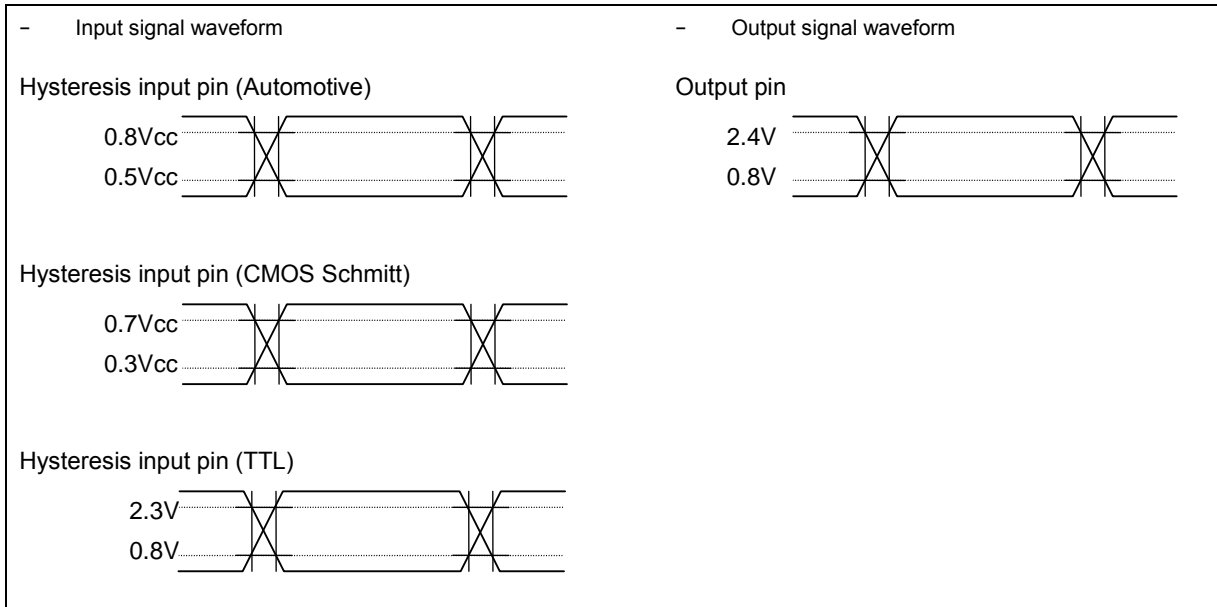 − Input signal waveform
Hysteresis input pin (Automotive)
0.8Vcc
0.5Vcc
Hysteresis input pin (CMOS Schmitt)
0.7Vcc
0.3Vcc
Hysteresis input pin (TTL)
2.3V
0.8V
− Output signal waveform
Output pin
2.4V
0.8V